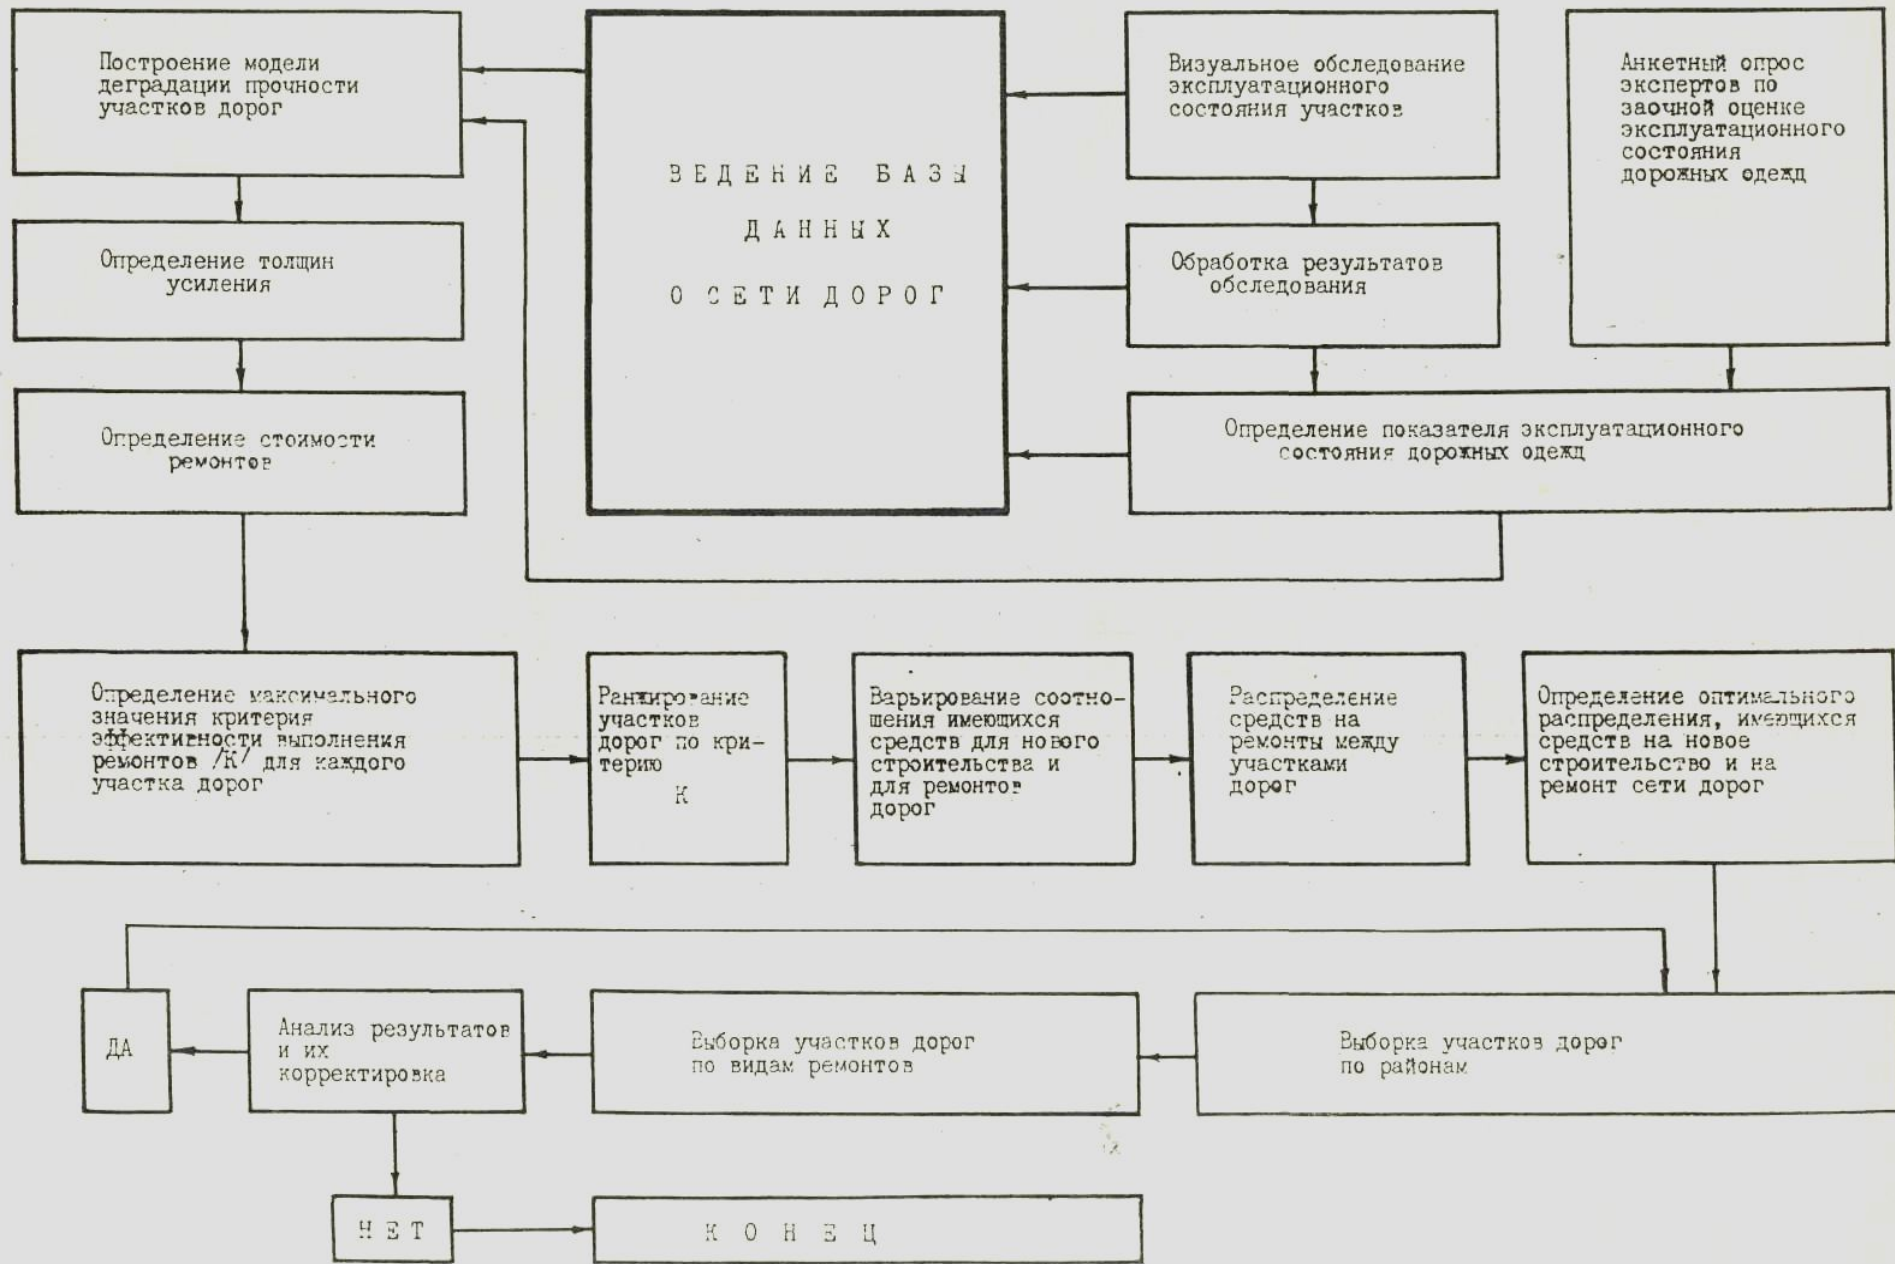 Построение модели
деградации прочности
участков дорог
ВЕДЕНИЕ БАЗЫ
ДАННЫХ
О СЕТИ ДОРОГ
Визуальное обследование
эксплуатационного
состояния участков
Анкетный опрос
экспертов по
заочной оценке
эксплуатационного
состояния
дорожных одежд
Определение толщин
усиления
Обработка результатов
обследования
Определение стоимости
ремонтов
Определение показателя эксплуатационного
состояния дорожных одежд
Определение максимального
значения критерия
эффективности выполнения
ремонтов /К/ для каждого
участка дорог
Ранжирование
участков
дорог по кри-
терию
К
Варьирование соотно-
шения имеющихся
средств для нового
строительства и
для ремонтов
дорог
Распределение
средств на
ремонты между
участками
дорог
Определение оптимального
распределения, имеющихся
средств на новое
строительство и на
ремонт сети дорог
ДА
Анализ результатов
и их
корректировка
Выборка участков дорог
по видам ремонтов
Выборка участков дорог
по районам
НЕТ
КОНЕЦ